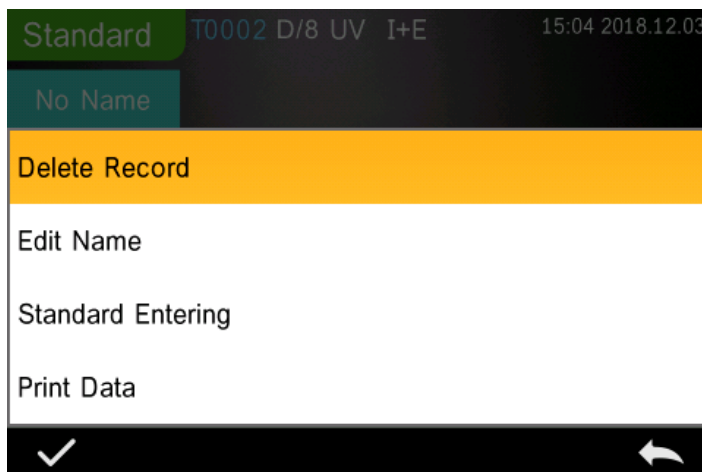 Standard T0002 D/8 UV I+E 15:04 2018.12.03
No Name
Delete Record
Edit Name
Standard Entering
Print Data